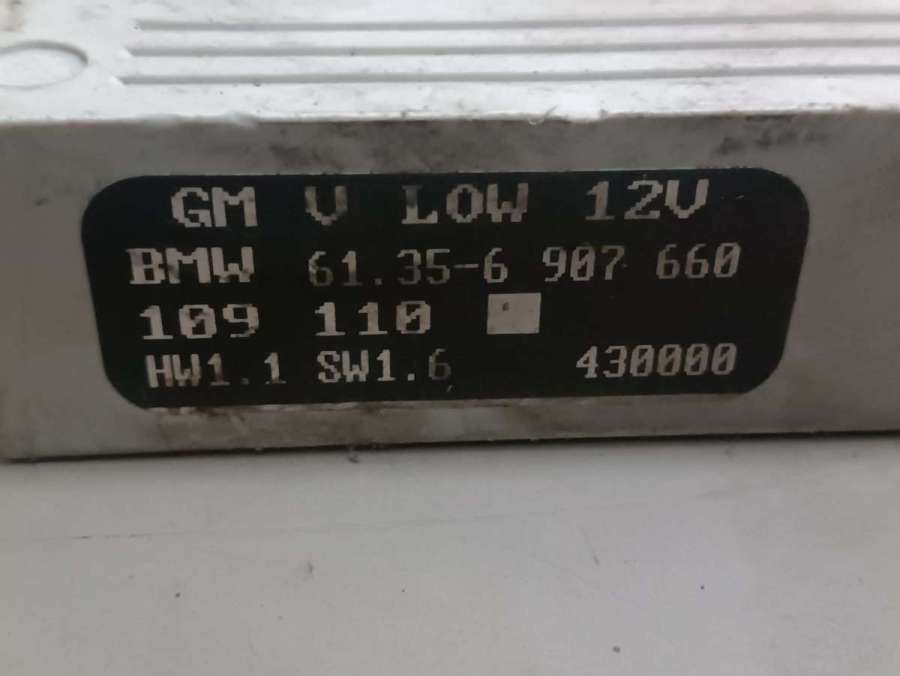 GM V LOW 12V
BMW 61.35-6 907 660
109 110
HW1.1 SW1.6 430000